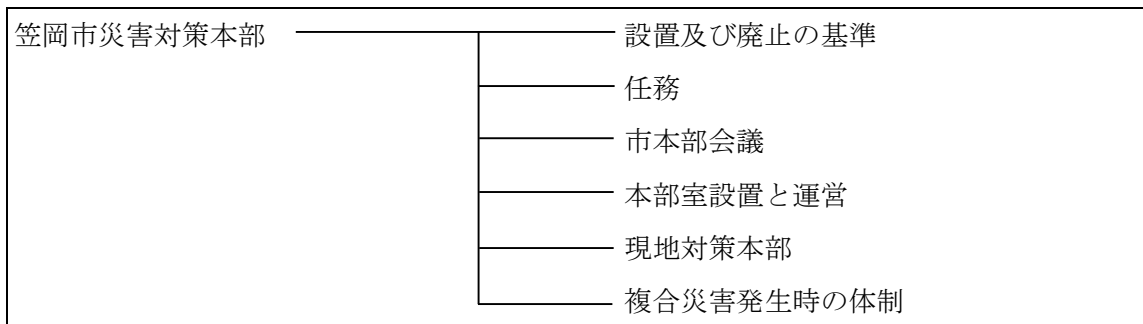 笠岡市災害対策本部
設置及び廃止の基準
任務
市本部会議
本部室設置と運営
現地対策本部
複合災害発生時の体制